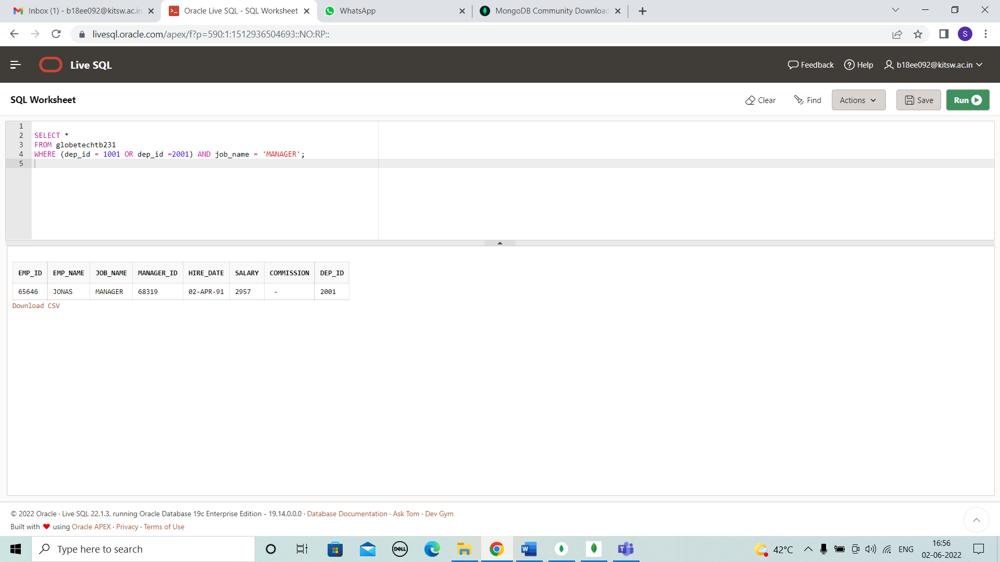 Inbox (1) - b18ee092@kitsw.ac.in
Oracle Live SQL - SQL Worksheet
WhatsApp
MongoDB Community Download
livesql.oracle.com/apex/f?p=590:1:1512936504693::NO:RP::
S
Live SQL
Feedback
Help
b18ee092@kitsw.ac.in
SQL Worksheet
Clear
Find
Actions
Save
Run
1
2 SELECT *
3 FROM globetechtb231
4 WHERE (dep_id = 1001 OR dep_id =2001) AND job_name = 'MANAGER';
5
EMP_ID EMP_NAME JOB_NAME MANAGER_ID HIRE_DATE SALARY COMMISSION DEP_ID
65646 JONAS MANAGER 68319 02-APR-91 2957 - 2001
Download CSV
© 2022 Oracle · Live SQL 22.1.3, running Oracle Database 19c Enterprise Edition - 19.14.0.0.0 · Database Documentation · Ask Tom · Dev Gym
Built with ❤ using Oracle APEX · Privacy · Terms of Use
Type here to search
DELL
W
T
42°C
ENG
16:56
02-06-2022